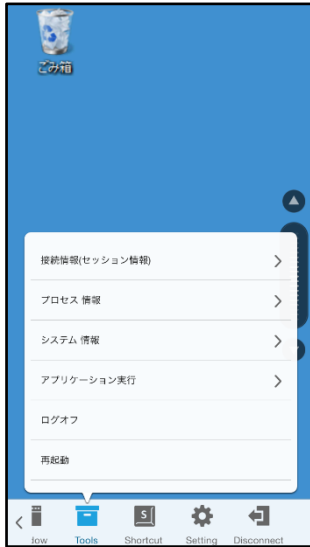 ごみ箱
接続情報(セッション情報)
プロセス 情報
システム 情報
アプリケーション実行
ログオフ
再起動
dow Tools Shortcut Setting Disconnect